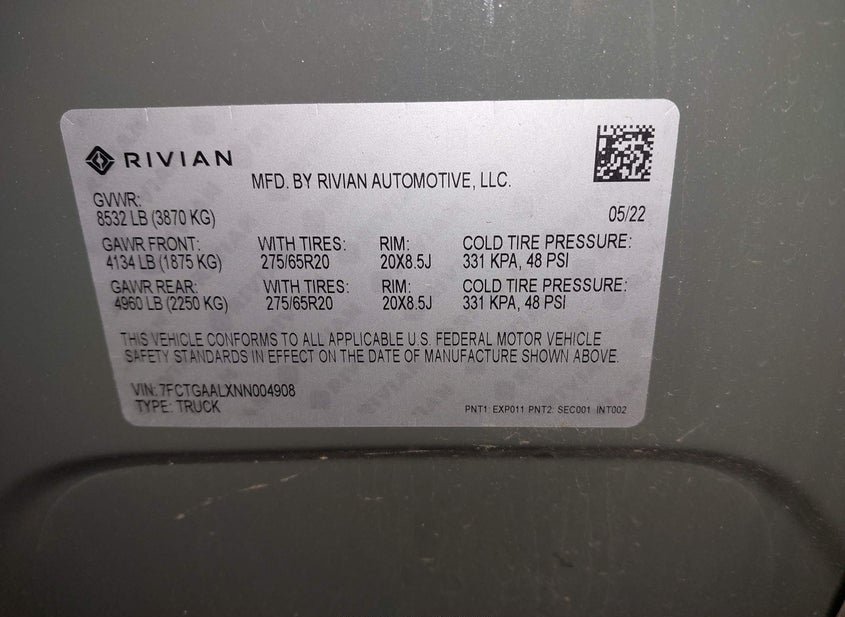 RIVIAN
MFD. BY RIVIAN AUTOMOTIVE, LLC.
GVWR:
8532 LB (3870 KG)
05/22
GAWR FRONT: WITH TIRES: RIM: COLD TIRE PRESSURE:
4134 LB (1875 KG) 275/65R20 20X8.5J 331 KPA, 48 PSI
GAWR REAR: WITH TIRES: RIM: COLD TIRE PRESSURE:
4960 LB (2250 KG) 275/65R20 20X8.5J 331 KPA, 48 PSI
THIS VEHICLE CONFORMS TO ALL APPLICABLE U.S. FEDERAL MOTOR VEHICLE
SAFETY STANDARDS IN EFFECT ON THE DATE OF MANUFACTURE SHOWN ABOVE.
VIN: 7FCTGAALXNN004908
TYPE: TRUCK
PNT1: EXP011 PNT2: SEC001 INT002